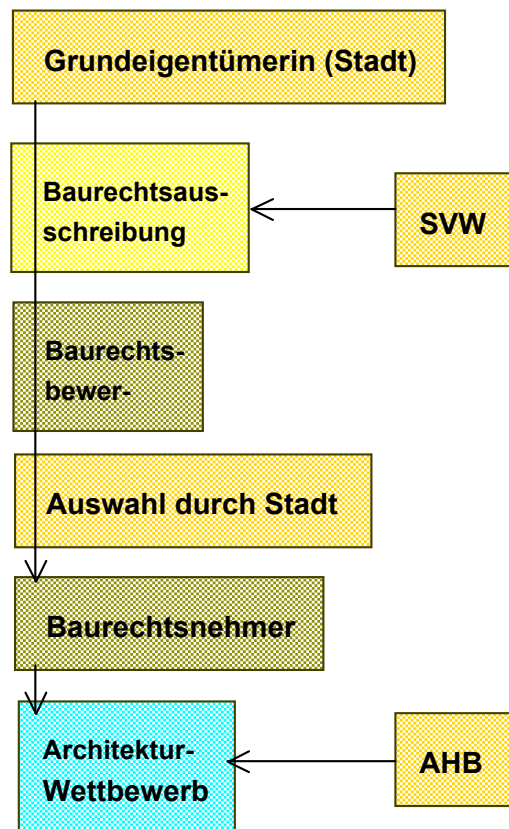 Grundeigentümerin (Stadt)
Baurechtsaus-
schreibung
SVW
Baurechts-
bewer-
Auswahl durch Stadt
Baurechtsnehmer
Architektur-
Wettbewerb
AHB